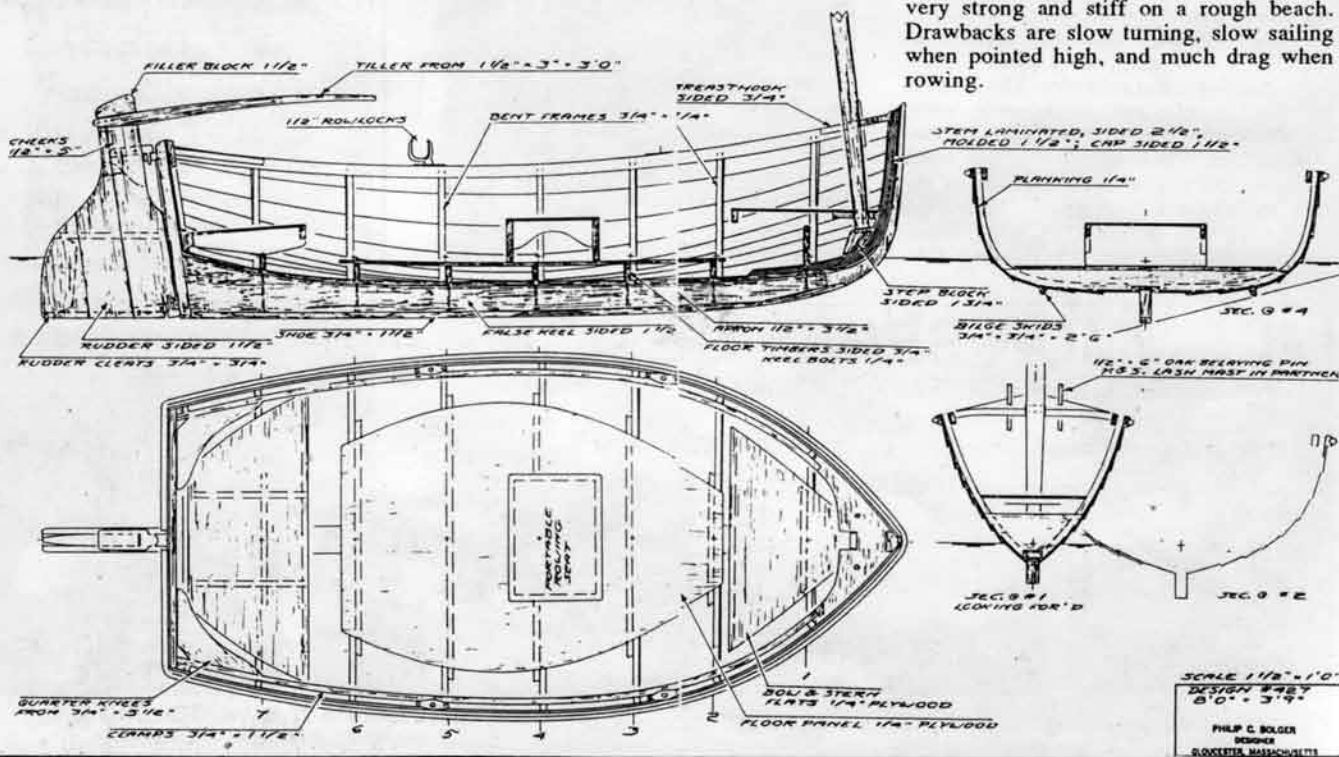 very strong and stiff on a rough beach.
Drawbacks are slow turning, slow sailing
when pointed high, and much drag when
rowing.
FILLER BLOCK 1 1/2"
TILLER FROM 1 1/2" × 3" × 3'0"
BREASTHOOK
SIDED 3/4"
1/2" ROWLOCKS
BENT FRAMES 3/4" × 1/4"
CHEEKS
1/2" × 5"
STEM LAMINATED, SIDED 2 1/2",
MOLDED 1 1/2"; CAP SIDED 1 1/2"
PLANKING 1/4"
STEP BLOCK
SIDED 1 3/4"
SEC. @ #4
RUDDER SIDED 1 1/2"
SHOE 3/4" × 1 1/2"
FALSE KEEL SIDED 1 1/2
APRON 1/2" × 3 1/2"
BILGE SKIDS
3/4" × 3/4" × 2'6"
RUDDER CLEATS 3/4" × 3/4"
FLOOR TIMBERS SIDED 3/4"
KEEL BOLTS 1/4"
1/2" × 6" OAK BELAYING PIN
P.&S. LASH MAST IN PARTNER
PORTABLE
ROWING
SEAT
SEC. @ #1
LOOKING FOR'D
SEC. @ #2
QUARTER KNEES
FROM 3/4" × 5 1/2"
CLAMPS 3/4" × 1 1/2"
7
6
5
4
3
2
1
BOW & STERN
FLATS 1/4" PLYWOOD
FLOOR PANEL 1/4" PLYWOOD
SCALE 1 1/2" = 1'0"
DESIGN #427
8'0" × 3'9"
PHILIP C. BOLGER
DESIGNER
GLOUCESTER, MASSACHUSETTS